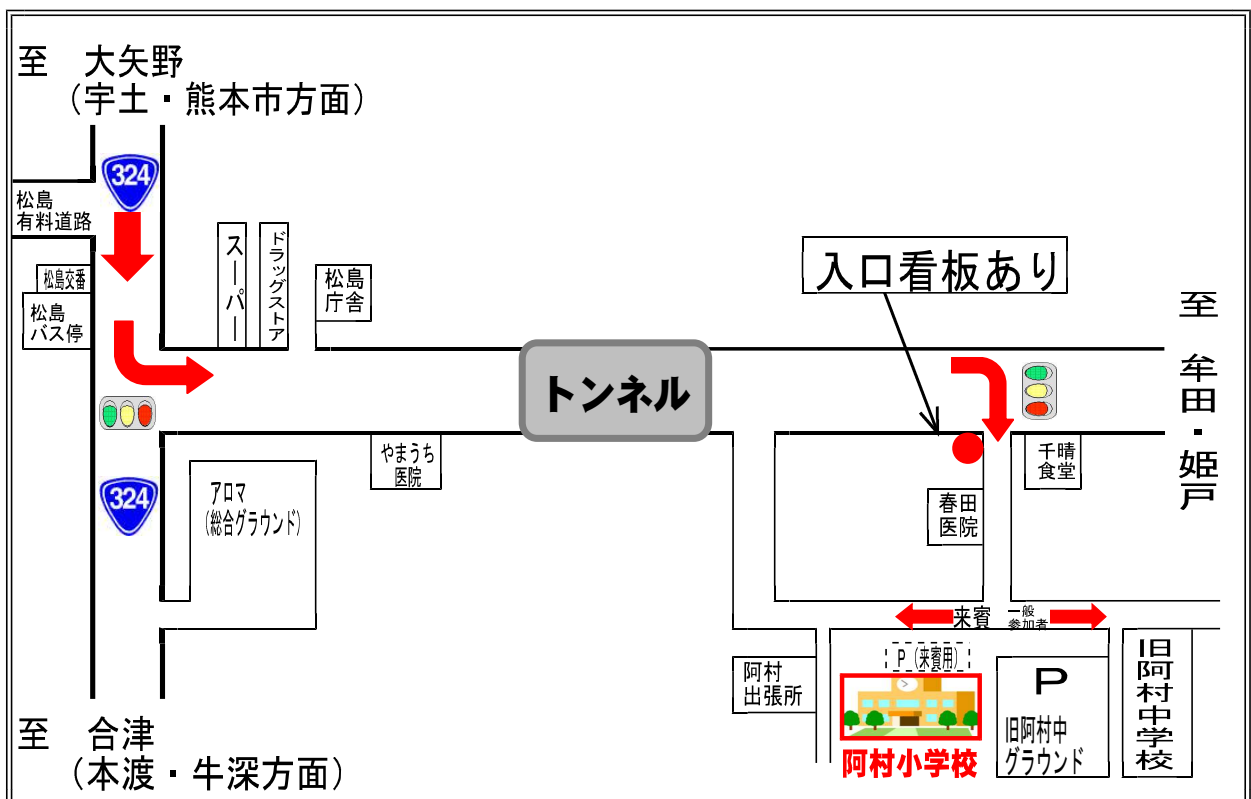 至　大矢野
（宇土・熊本市方面）
324
松島
有料道路
松島交番
松島
バス停
スーパー
ドラッグストア
松島
庁舎
入口看板あり
至　牟田・姫戸
トンネル
やまうち
医院
千晴
食堂
324
アロマ
（総合グラウンド）
春田
医院
来賓
一般
参加者
P（来賓用）
阿村
出張所
阿村小学校
P
旧阿村中
グラウンド
旧阿村中学校
至　合津
（本渡・牛深方面）